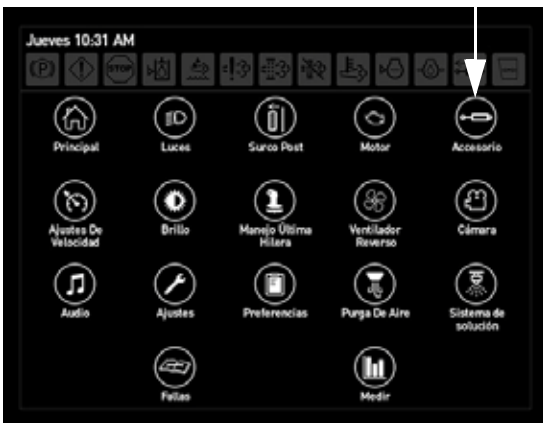 Jueves 10:31 AM
(P) STOP
Principal Luces Surco Post Motor Accesorio
Ajustes De Velocidad Brillo Manejo Última Hilera Ventilador Reverso Cámara
Audio Ajustes Preferencias Purga De Aire Sistema de solución
Fallas Medir